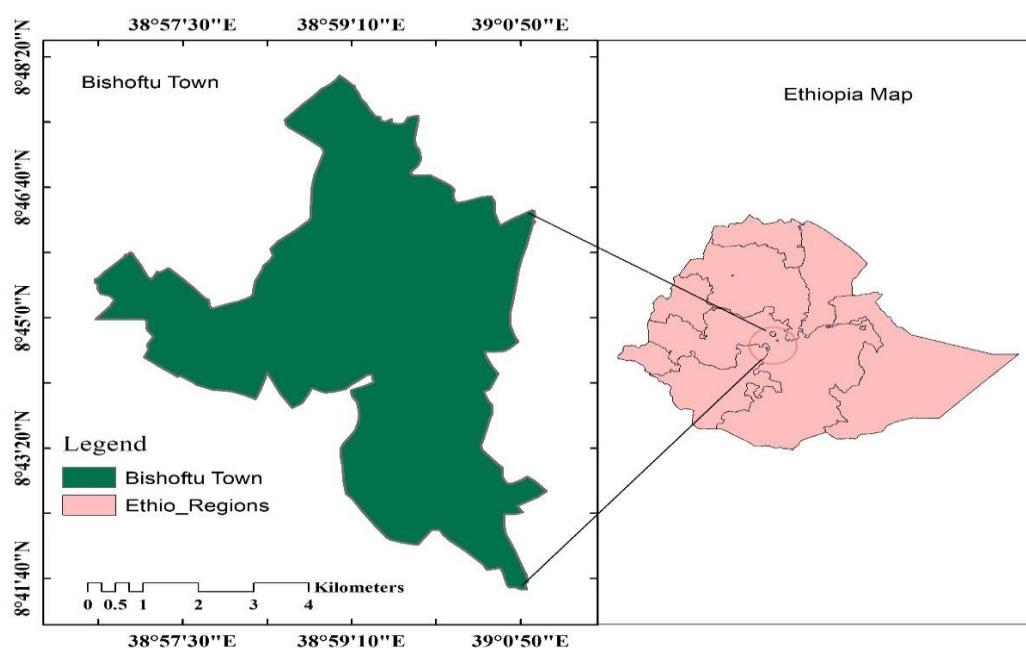 38°57'30"E 38°59'10"E 39°0'50"E
8°48'20"N
8°46'40"N
8°45'0"N
8°43'20"N
8°41'40"N
Bishoftu Town
Ethiopia Map
Legend
Bishoftu Town
Ethio_Regions
Kilometers
0 0.5 1 2 3 4
38°57'30"E 38°59'10"E 39°0'50"E